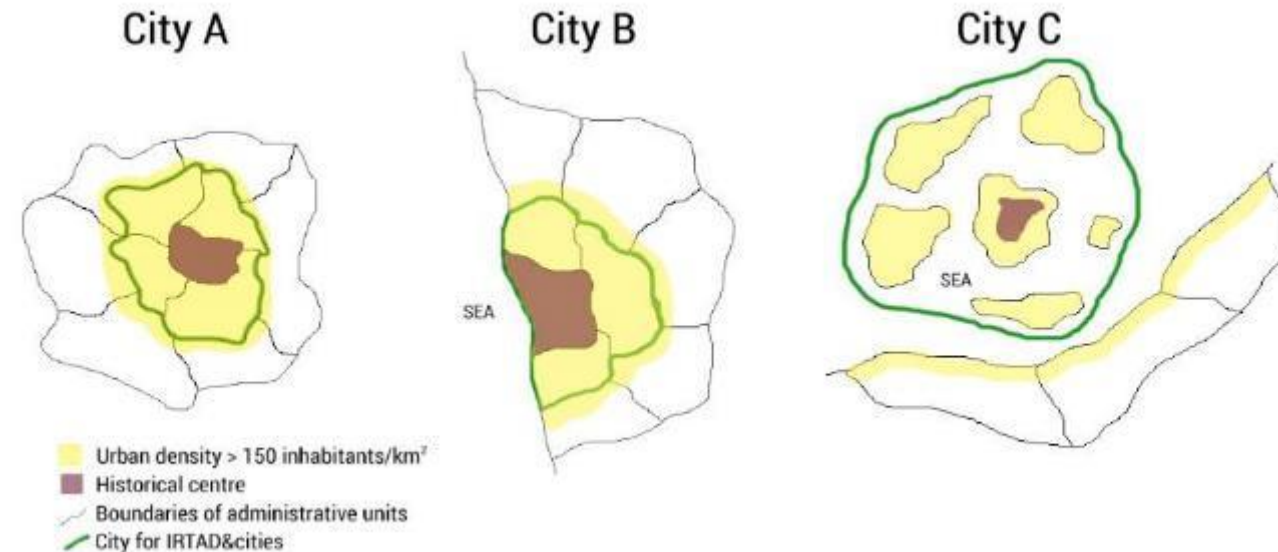 City A
City B
City C
SEA
SEA
Urban density > 150 inhabitants/km²
Historical centre
Boundaries of administrative units
City for IRTAD&cities